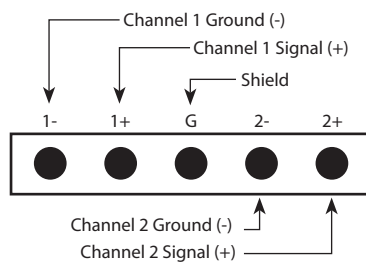 Channel 1 Ground (-)
Channel 1 Signal (+)
Shield
1- 1+ G 2- 2+
Channel 2 Ground (-)
Channel 2 Signal (+)